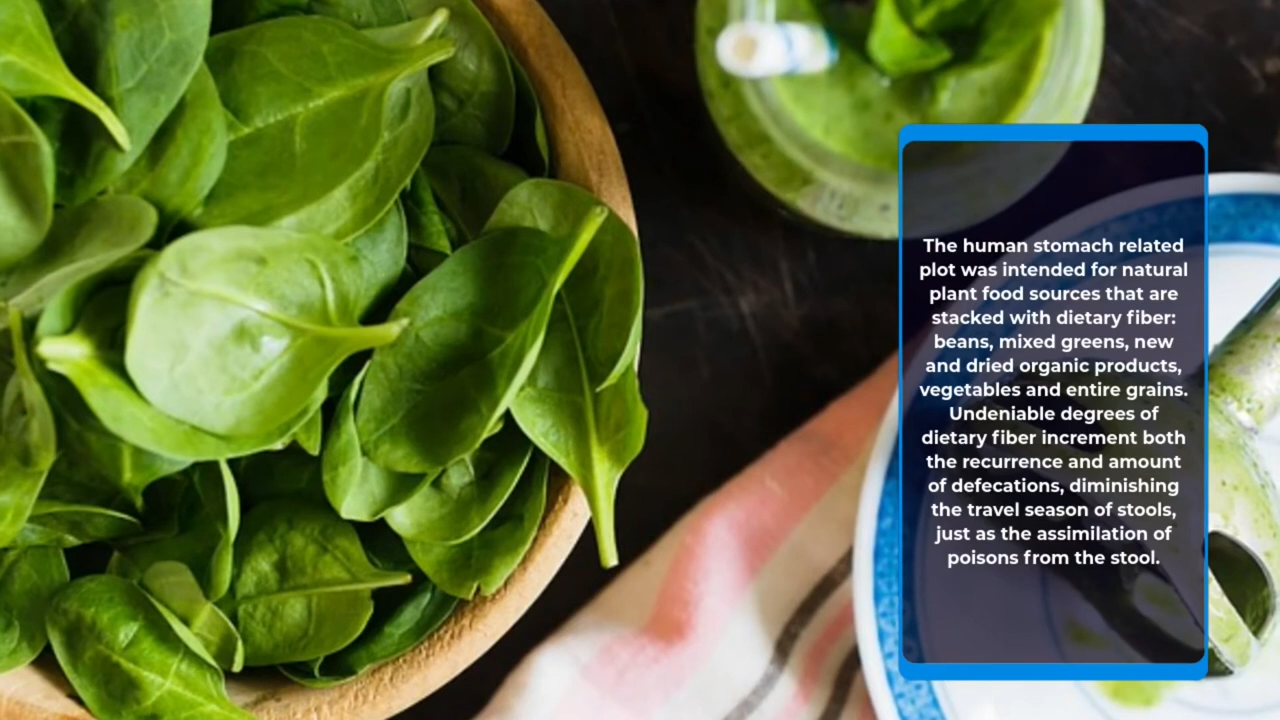 The human stomach related
plot was intended for natural
plant food sources that are
stacked with dietary fiber:
beans, mixed greens, new
and dried organic products,
vegetables and entire grains.
Undeniable degrees of
dietary fiber increment both
the recurrence and amount
of defecations, diminishing
the travel season of stools,
just as the assimilation of
poisons from the stool.